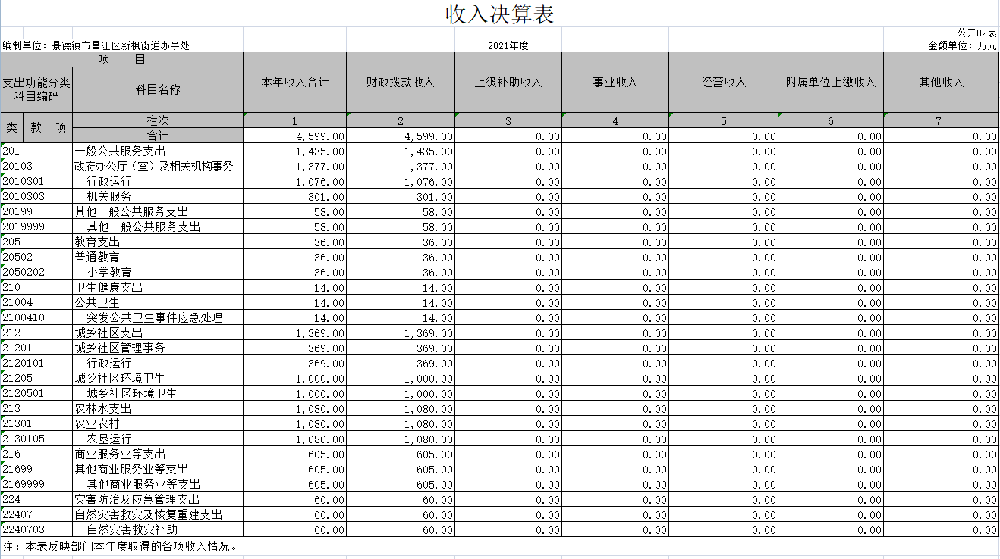 收入决算表
公开02表
编制单位：景德镇市昌江区新枫街道办事处 2021年度 金额单位：万元
项 目 本年收入合计 财政拨款收入 上级补助收入 事业收入 经营收入 附属单位上缴收入 其他收入
支出功能分类科目编码 科目名称
类 款 项 栏次 1 2 3 4 5 6 7
合计 4,599.00 4,599.00 0.00 0.00 0.00 0.00 0.00
201 一般公共服务支出 1,435.00 1,435.00 0.00 0.00 0.00 0.00 0.00
20103 政府办公厅（室）及相关机构事务 1,377.00 1,377.00 0.00 0.00 0.00 0.00 0.00
2010301 行政运行 1,076.00 1,076.00 0.00 0.00 0.00 0.00 0.00
2010303 机关服务 301.00 301.00 0.00 0.00 0.00 0.00 0.00
20199 其他一般公共服务支出 58.00 58.00 0.00 0.00 0.00 0.00 0.00
2019999 其他一般公共服务支出 58.00 58.00 0.00 0.00 0.00 0.00 0.00
205 教育支出 36.00 36.00 0.00 0.00 0.00 0.00 0.00
20502 普通教育 36.00 36.00 0.00 0.00 0.00 0.00 0.00
2050202 小学教育 36.00 36.00 0.00 0.00 0.00 0.00 0.00
210 卫生健康支出 14.00 14.00 0.00 0.00 0.00 0.00 0.00
21004 公共卫生 14.00 14.00 0.00 0.00 0.00 0.00 0.00
2100410 突发公共卫生事件应急处理 14.00 14.00 0.00 0.00 0.00 0.00 0.00
212 城乡社区支出 1,369.00 1,369.00 0.00 0.00 0.00 0.00 0.00
21201 城乡社区管理事务 369.00 369.00 0.00 0.00 0.00 0.00 0.00
2120101 行政运行 369.00 369.00 0.00 0.00 0.00 0.00 0.00
21205 城乡社区环境卫生 1,000.00 1,000.00 0.00 0.00 0.00 0.00 0.00
2120501 城乡社区环境卫生 1,000.00 1,000.00 0.00 0.00 0.00 0.00 0.00
213 农林水支出 1,080.00 1,080.00 0.00 0.00 0.00 0.00 0.00
21301 农业农村 1,080.00 1,080.00 0.00 0.00 0.00 0.00 0.00
2130105 农垦运行 1,080.00 1,080.00 0.00 0.00 0.00 0.00 0.00
216 商业服务业等支出 605.00 605.00 0.00 0.00 0.00 0.00 0.00
21699 其他商业服务业等支出 605.00 605.00 0.00 0.00 0.00 0.00 0.00
2169999 其他商业服务业等支出 605.00 605.00 0.00 0.00 0.00 0.00 0.00
224 灾害防治及应急管理支出 60.00 60.00 0.00 0.00 0.00 0.00 0.00
22407 自然灾害救灾及恢复重建支出 60.00 60.00 0.00 0.00 0.00 0.00 0.00
2240703 自然灾害救灾补助 60.00 60.00 0.00 0.00 0.00 0.00 0.00
注：本表反映部门本年度取得的各项收入情况。